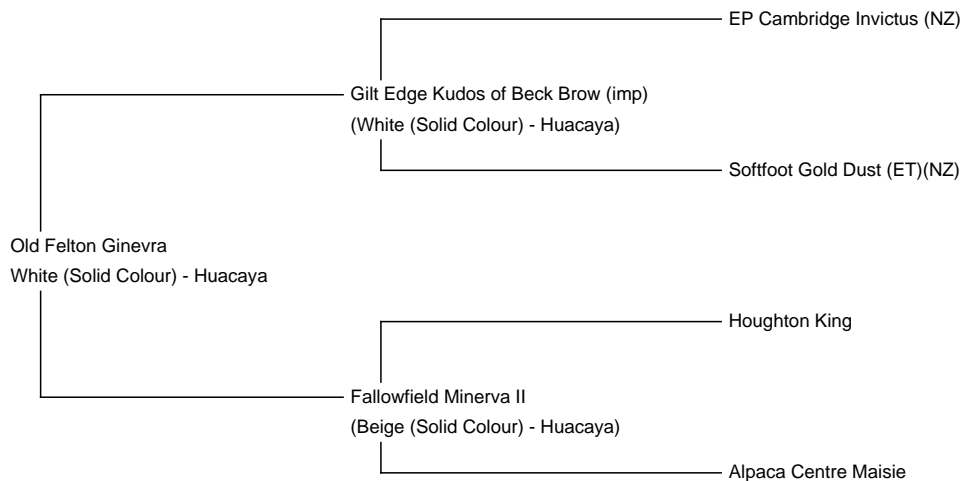 EP Cambridge Invictus (NZ)
Gilt Edge Kudos of Beck Brow (imp)
(White (Solid Colour) - Huacaya)
Softfoot Gold Dust (ET)(NZ)
Old Felton Ginevra
White (Solid Colour) - Huacaya
Houghton King
Fallowfield Minerva II
(Beige (Solid Colour) - Huacaya)
Alpaca Centre Maisie